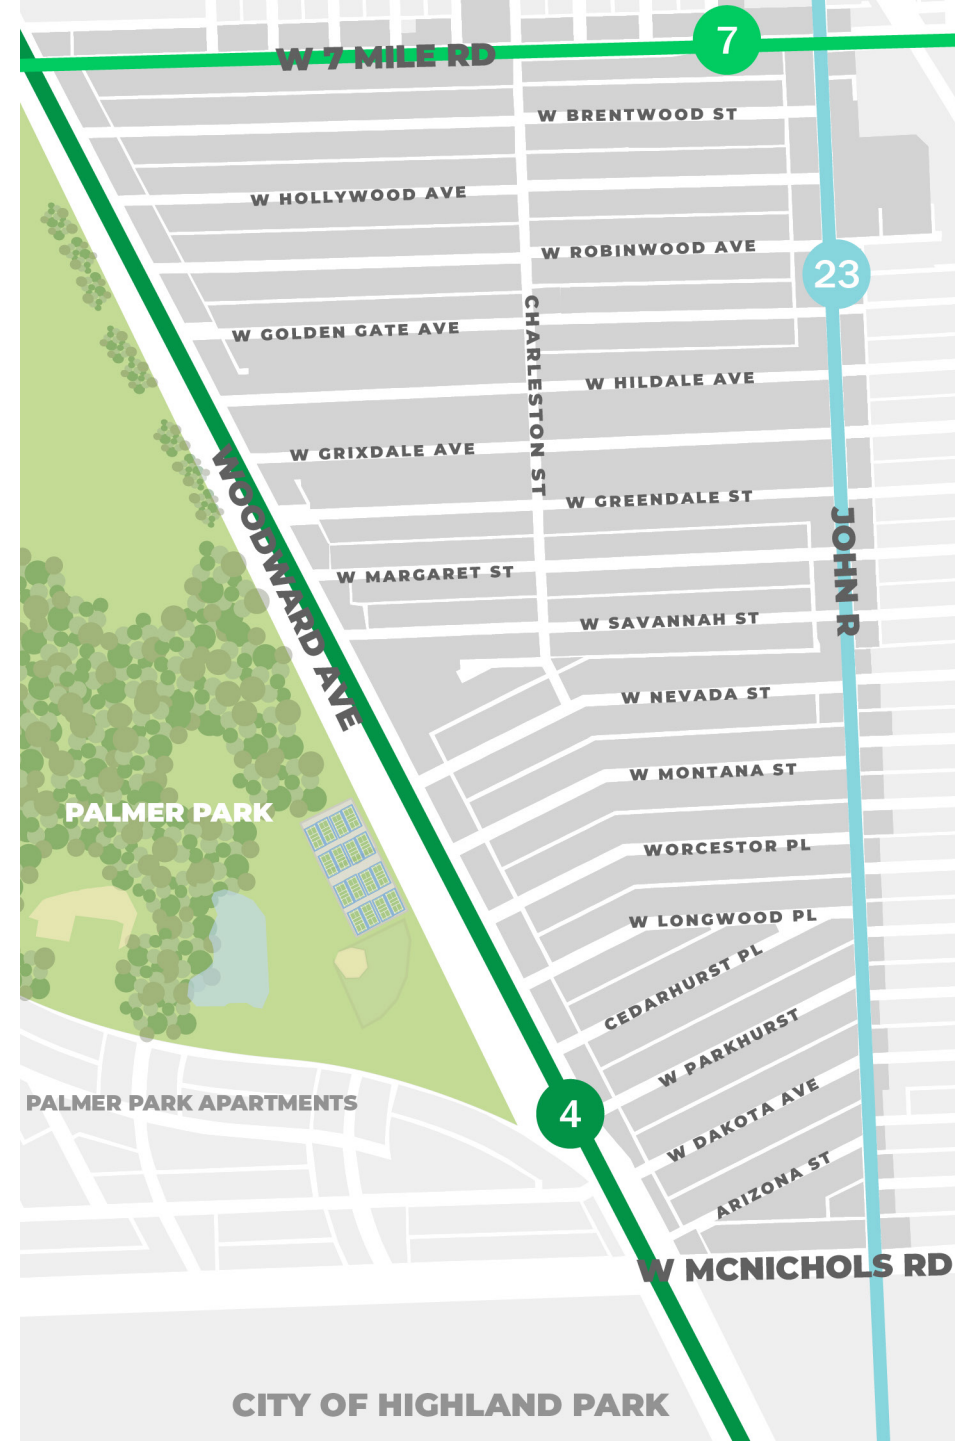 7
W 7 MILE RD
W BRENTWOOD ST
W HOLLYWOOD AVE
W ROBINWOOD AVE
23
W GOLDEN GATE AVE
CHARLESTON ST
W HILDALE AVE
W GRIXDALE AVE
WOODWARD AVE
W GREENDALE ST
JOHN R
W MARGARET ST
W SAVANNAH ST
W NEVADA ST
W MONTANA ST
PALMER PARK
WORCESTOR PL
W LONGWOOD PL
CEDARHURST PL
W PARKHURST
PALMER PARK APARTMENTS
4
W DAKOTA AVE
ARIZONA ST
W MCNICHOLS RD
CITY OF HIGHLAND PARK